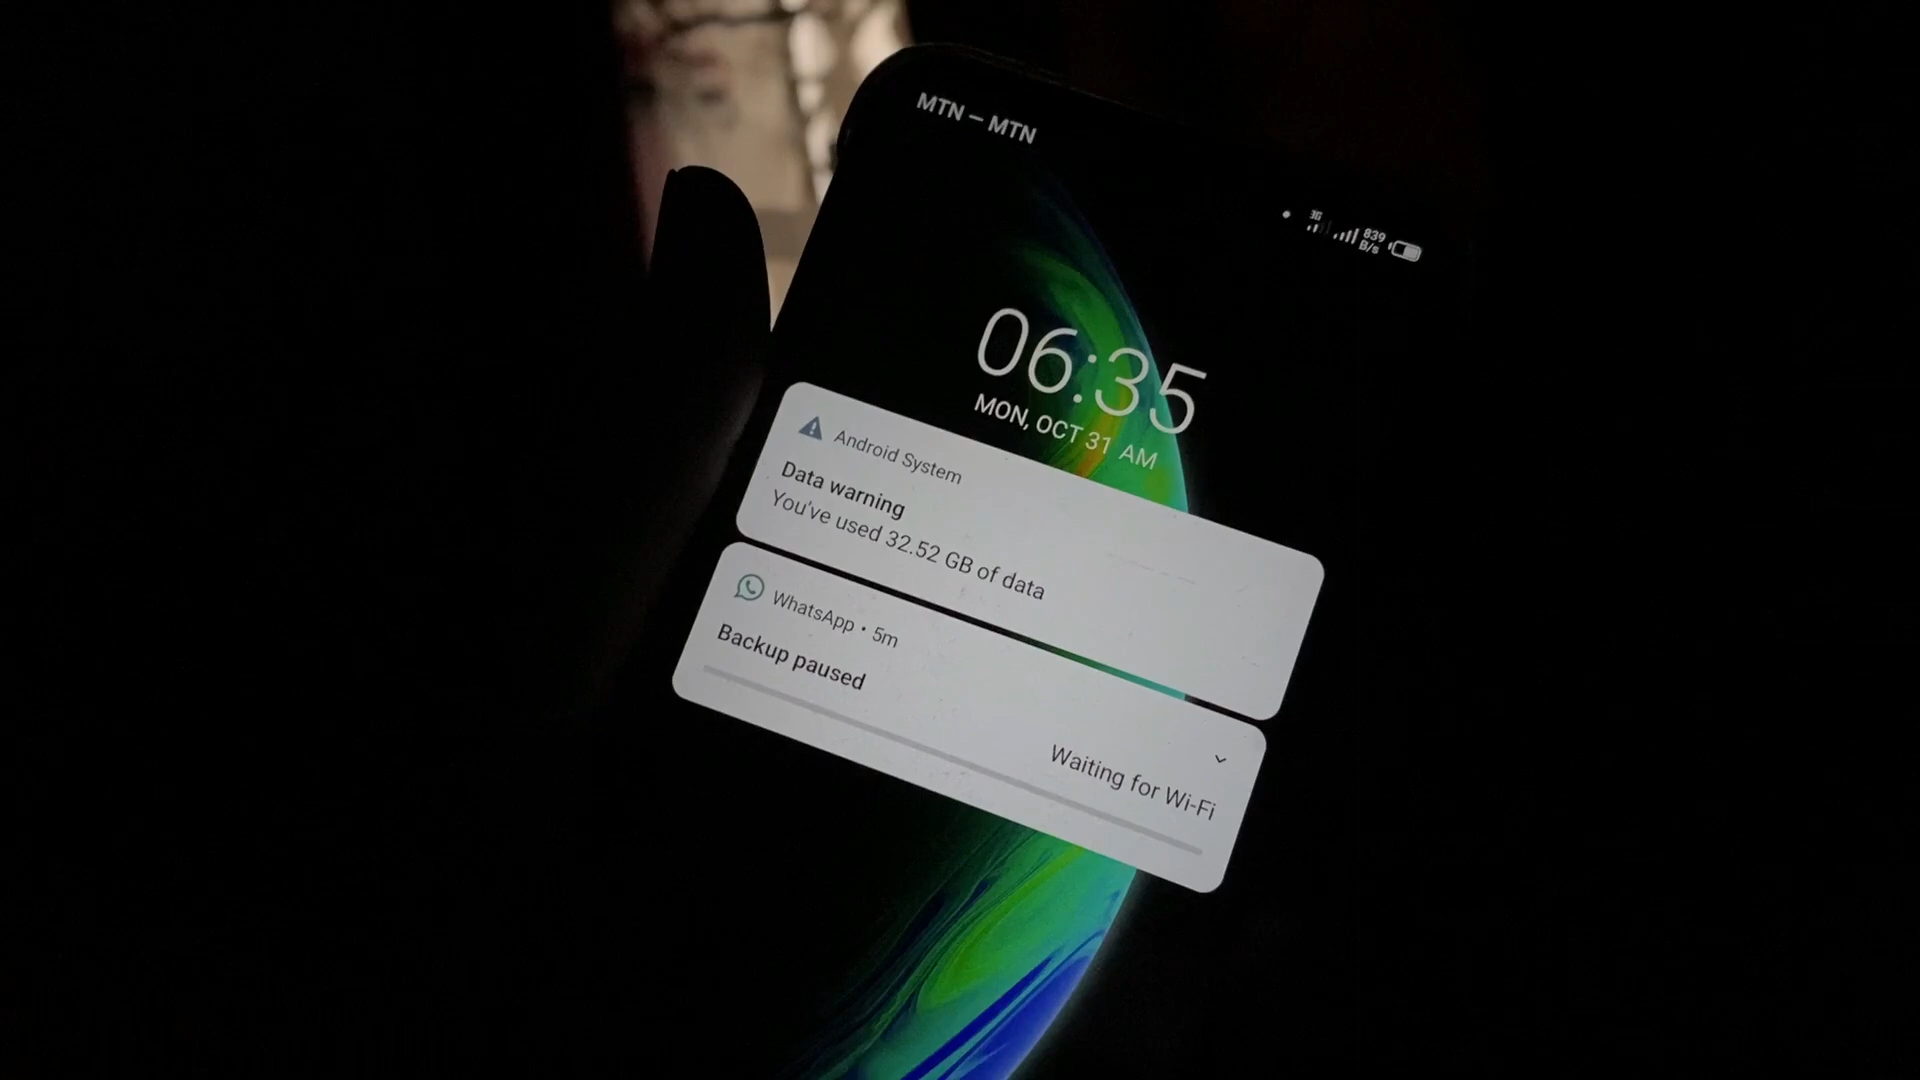 MTN — MTN
3G
839
B/s
06:35
MON, OCT 31 AM
Android System
Data warning
You've used 32.52 GB of data
WhatsApp • 5m
Backup paused
Waiting for Wi-Fi